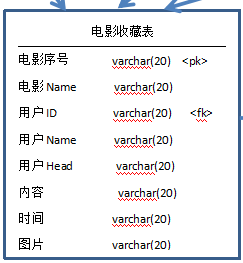 电影收藏表
电影序号 varchar(20) <pk>
电影Name varchar(20)
用户ID varchar(20) <fk>
用户Name varchar(20)
用户Head varchar(20)
内容 varchar(20)
时间 varchar(20)
图片 varchar(20)